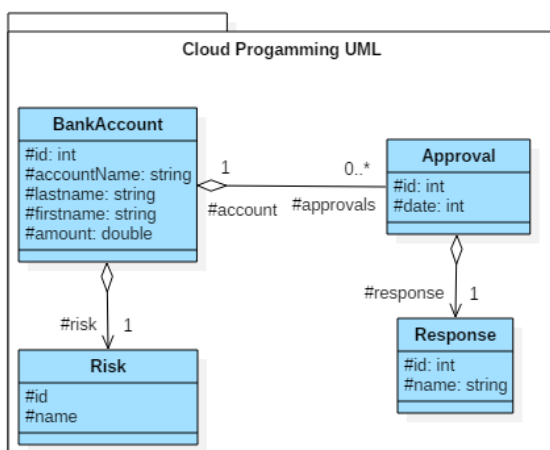 Cloud Progamming UML
BankAccount
#id: int
#accountName: string
#lastname: string
#firstname: string
#amount: double
1
0..*
#account
#approvals
Approval
#id: int
#date: int
#risk
1
#response
1
Risk
#id
#name
Response
#id: int
#name: string